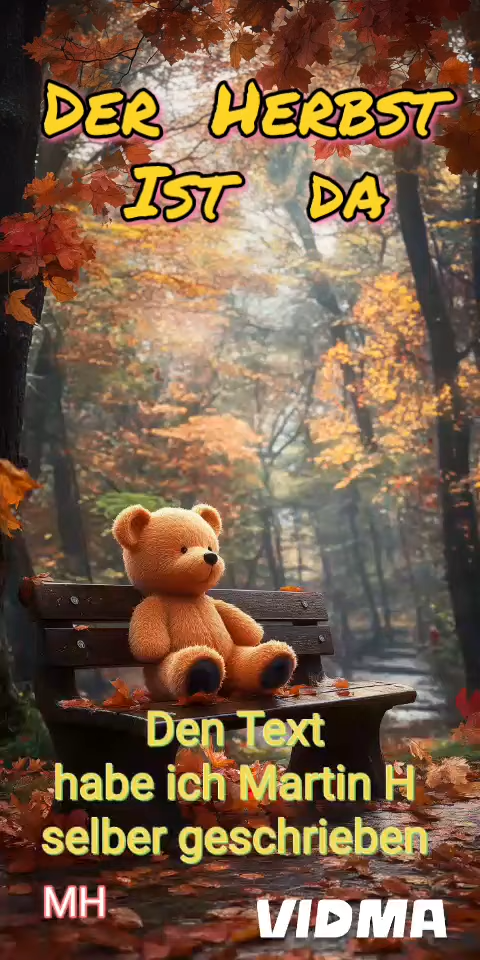 Der Herbst
Ist da
Den Text
habe ich Martin H
selber geschrieben
MH
VIDMA